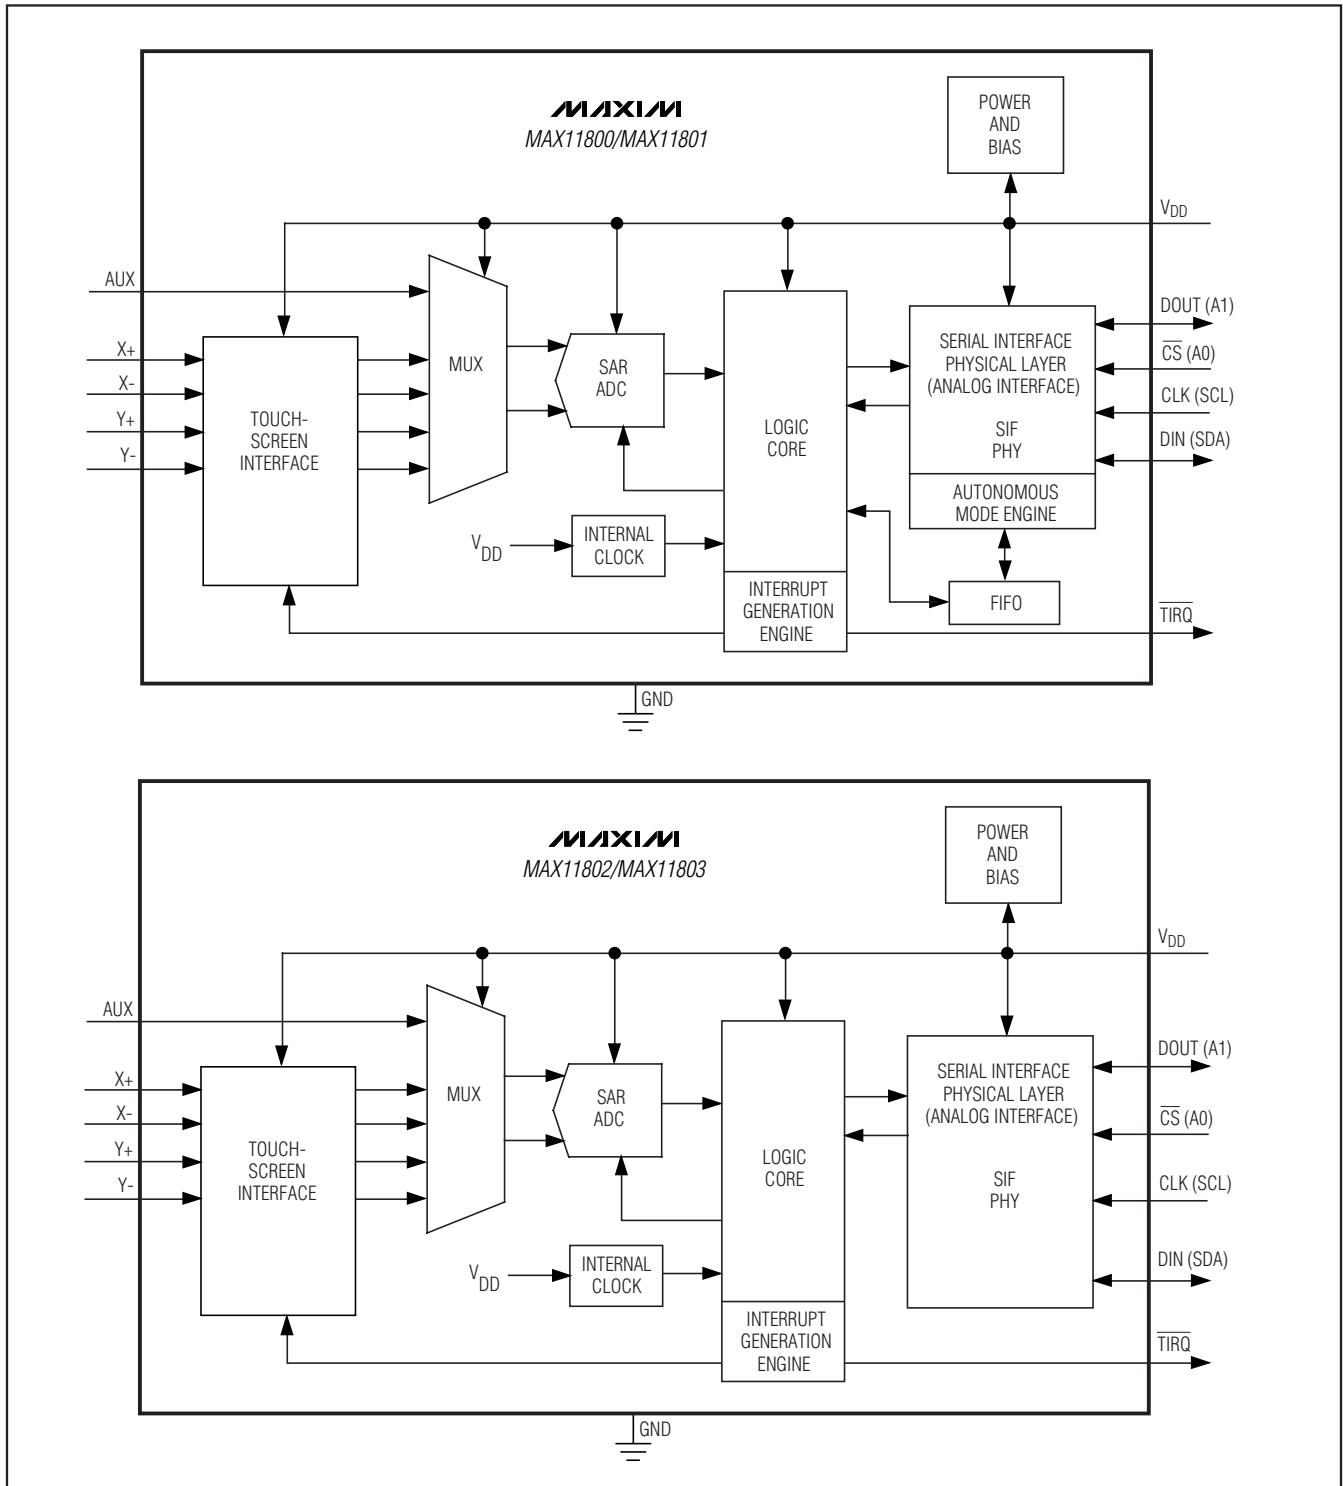 MAXIM
MAX11800/MAX11801
POWER
AND
BIAS
VDD
AUX
X+
X-
Y+
Y-
TOUCH-
SCREEN
INTERFACE
MUX
SAR
ADC
LOGIC
CORE
SERIAL INTERFACE
PHYSICAL LAYER
(ANALOG INTERFACE)
SIF
PHY
AUTONOMOUS
MODE ENGINE
DOUT (A1)
CS (A0)
CLK (SCL)
DIN (SDA)
VDD
INTERNAL
CLOCK
INTERRUPT
GENERATION
ENGINE
FIFO
TIRQ
GND
MAXIM
MAX11802/MAX11803
POWER
AND
BIAS
VDD
AUX
X+
X-
Y+
Y-
TOUCH-
SCREEN
INTERFACE
MUX
SAR
ADC
LOGIC
CORE
SERIAL INTERFACE
PHYSICAL LAYER
(ANALOG INTERFACE)
SIF
PHY
DOUT (A1)
CS (A0)
CLK (SCL)
DIN (SDA)
VDD
INTERNAL
CLOCK
INTERRUPT
GENERATION
ENGINE
TIRQ
GND